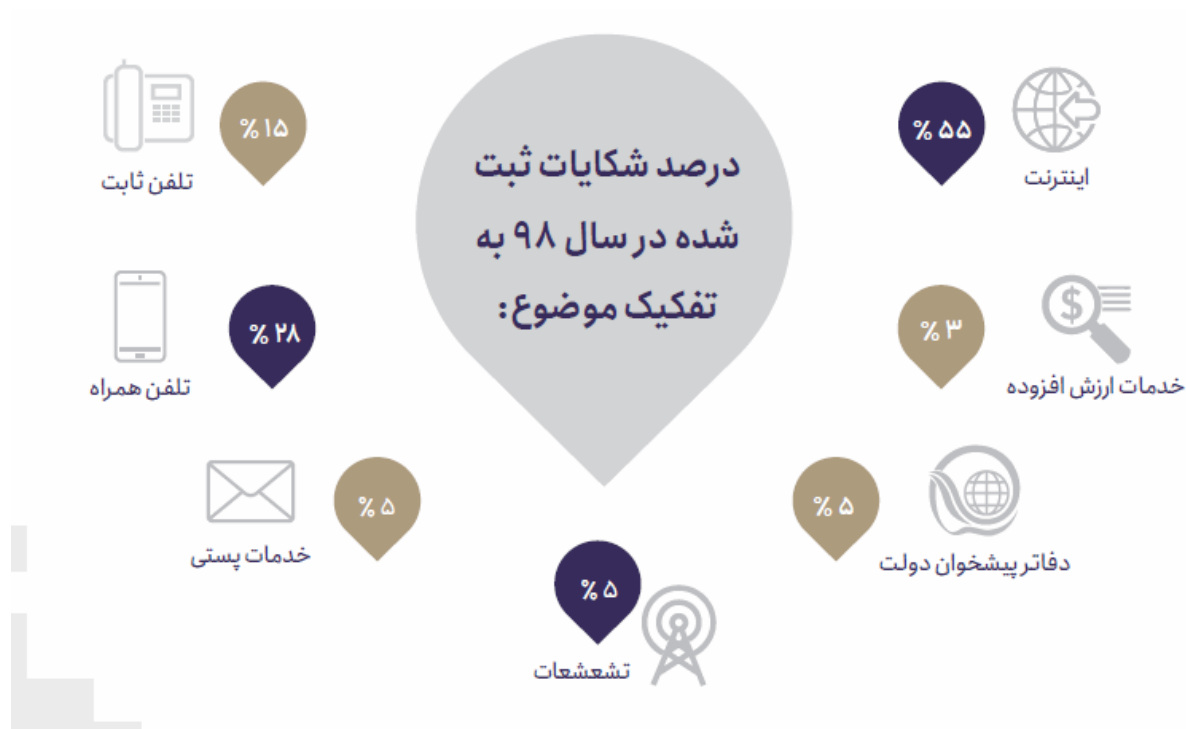 درصد شکایات ثبت
شده در سال ۹۸ به
تفکیک موضوع:
% ۵۵
اینترنت
% ۳
خدمات ارزش افزوده
% ۵
دفاتر پیشخوان دولت
% ۵
تشعشعات
% ۵
خدمات پستی
% ۲۸
تلفن همراه
% ۱۵
تلفن ثابت